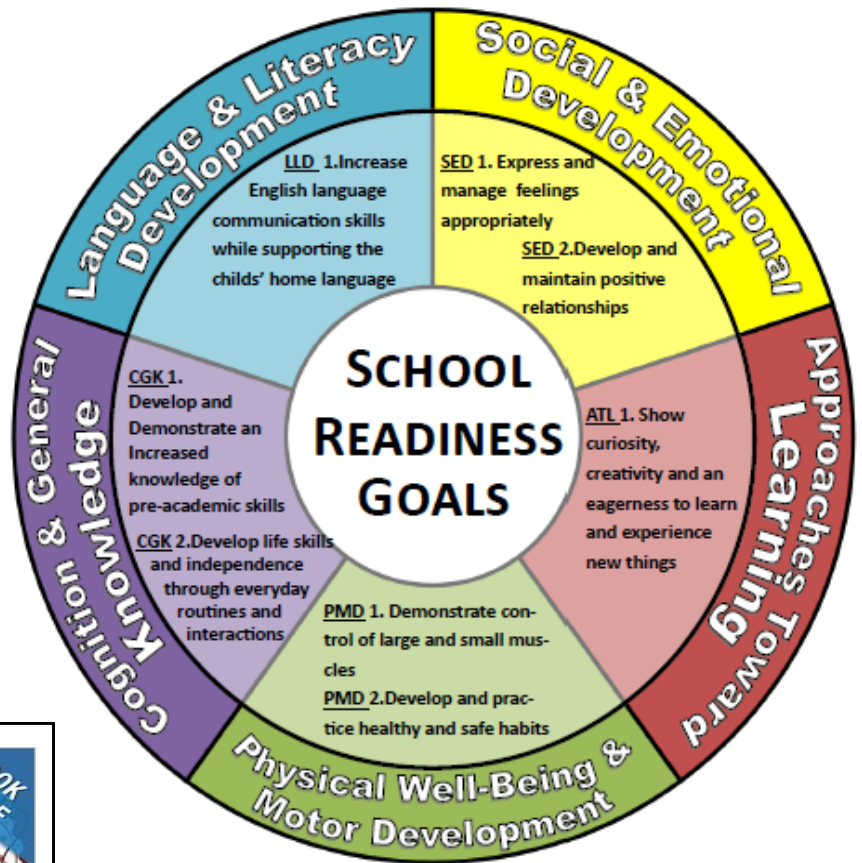 Language & Literacy
Development
LLD 1.Increase
English language
communication skills
while supporting the
childs' home language
Social & Emotional
Development
SED 1. Express and
manage feelings
appropriately
SED 2.Develop and
maintain positive
relationships
Approaches Toward
Learning
ATL 1. Show
curiosity,
creativity and an
eagerness to learn
and experience
new things
Physical Well-Being &
Motor Development
PMD 1. Demonstrate con-
trol of large and small mus-
cles
PMD 2.Develop and prac-
tice healthy and safe habits
Cognition & General
Knowledge
CGK 1.
Develop and
Demonstrate an
Increased
knowledge of
pre-academic skills
CGK 2.Develop life skills
and independence
through everyday
routines and
interactions
SCHOOL
READINESS
GOALS